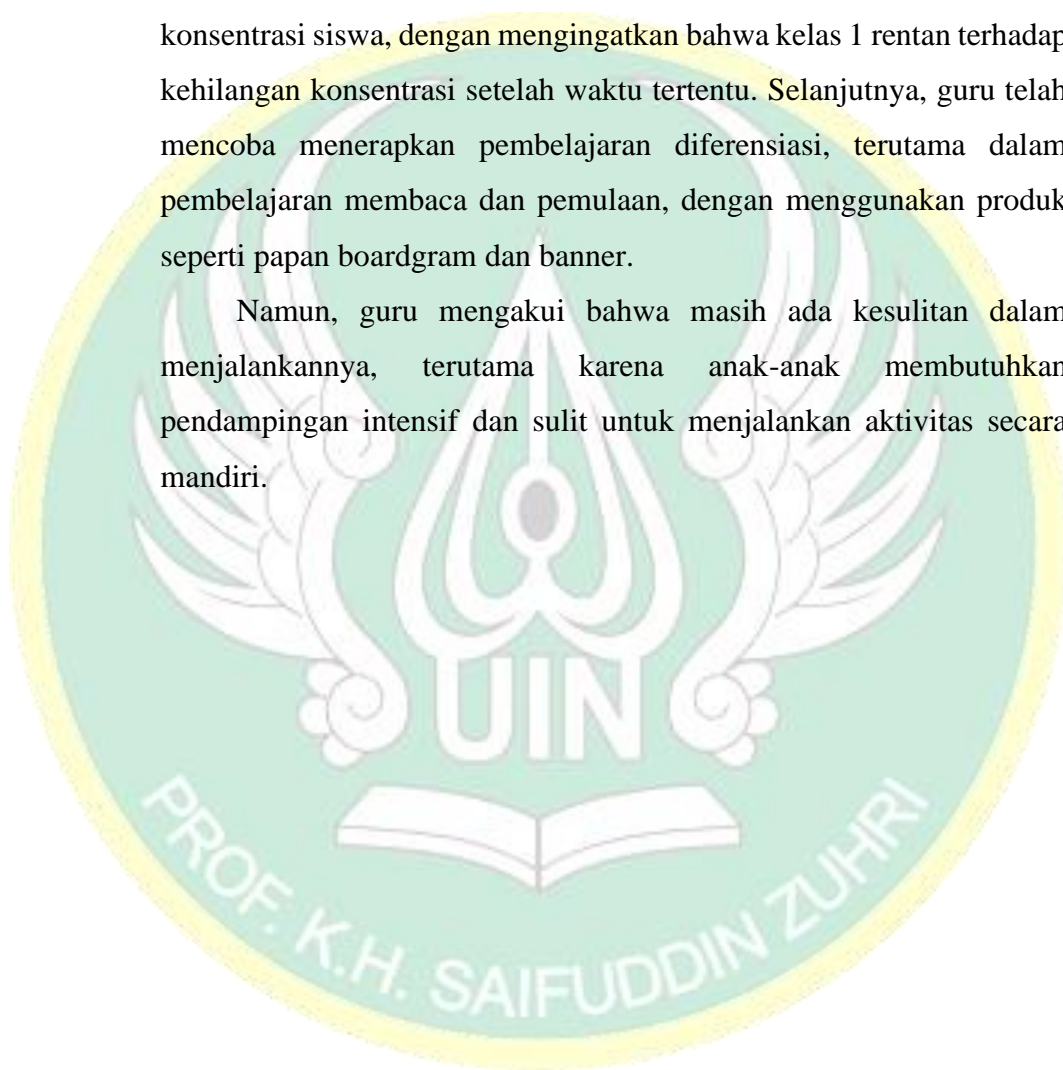 konsentrasi siswa, dengan mengingatkan bahwa kelas 1 rentan terhadap
kehilangan konsentrasi setelah waktu tertentu. Selanjutnya, guru telah
mencoba menerapkan pembelajaran diferensiasi, terutama dalam
pembelajaran membaca dan pemulaan, dengan menggunakan produk
seperti papan boardgram dan banner.
Namun, guru mengakui bahwa masih ada kesulitan dalam
menjalankannya, terutama karena anak-anak membutuhkan
pendampingan intensif dan sulit untuk menjalankan aktivitas secara
mandiri.
UIN
PROF. K.H. SAIFUDDIN ZUHRI